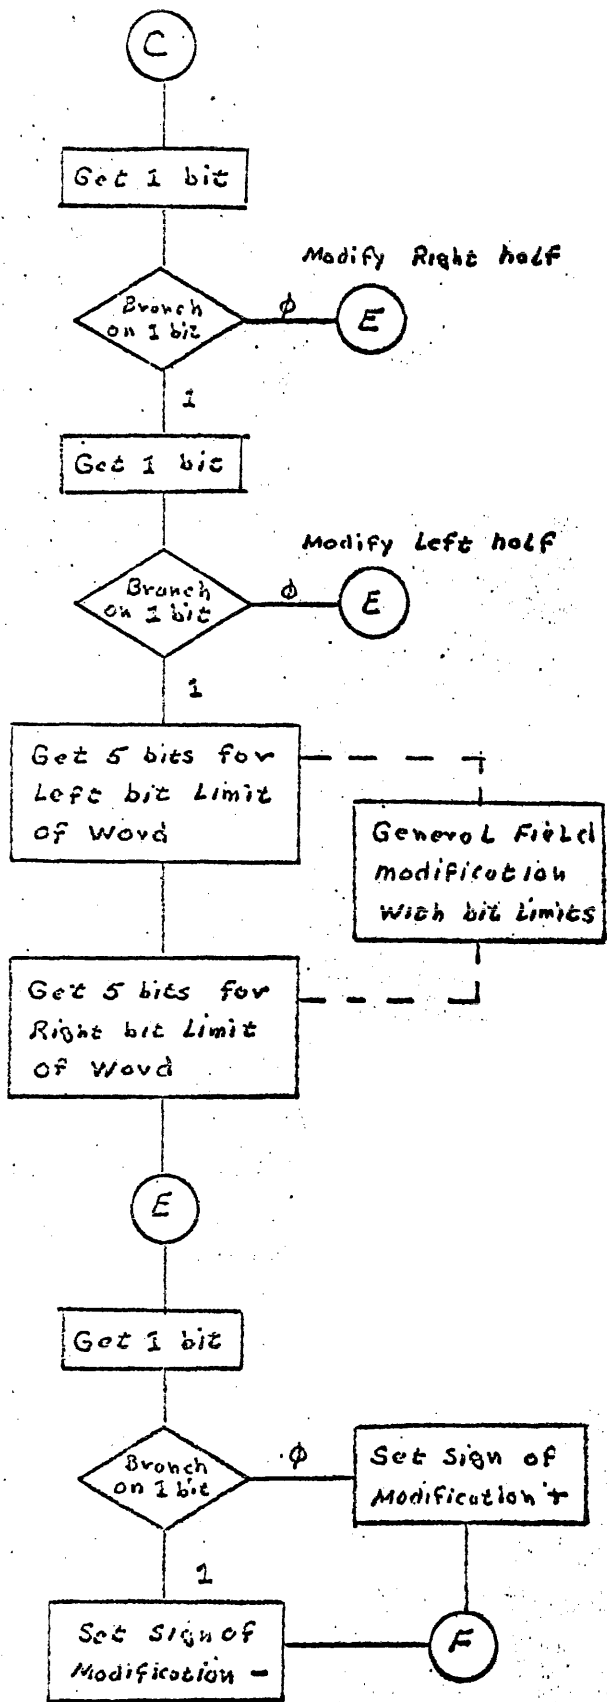 C
Get 1 bit
Modify Right half
Branch
on 1 bit
φ
E
1
Get 1 bit
Modify Left half
Branch
on 1 bit
φ
E
1
Get 5 bits for
Left bit Limit
of Word
General Field
modification
With bit Limits
Get 5 bits for
Right bit Limit
of Word
E
Get 1 bit
Branch
on 1 bit
φ
Set Sign of
Modification +
1
Set Sign of
Modification -
F